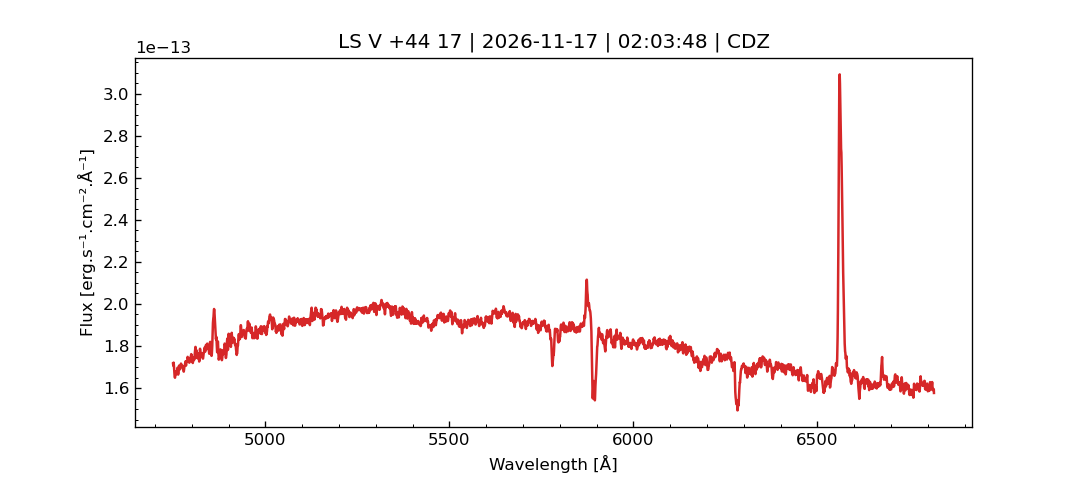 LS V +44 17 | 2026-11-17 | 02:03:48 | CDZ
1e−13
3.0
2.8
2.6
2.4
2.2
2.0
1.8
1.6
Flux [erg.s⁻¹.cm⁻².Å⁻¹]
5000 5500 6000 6500
Wavelength [Å]